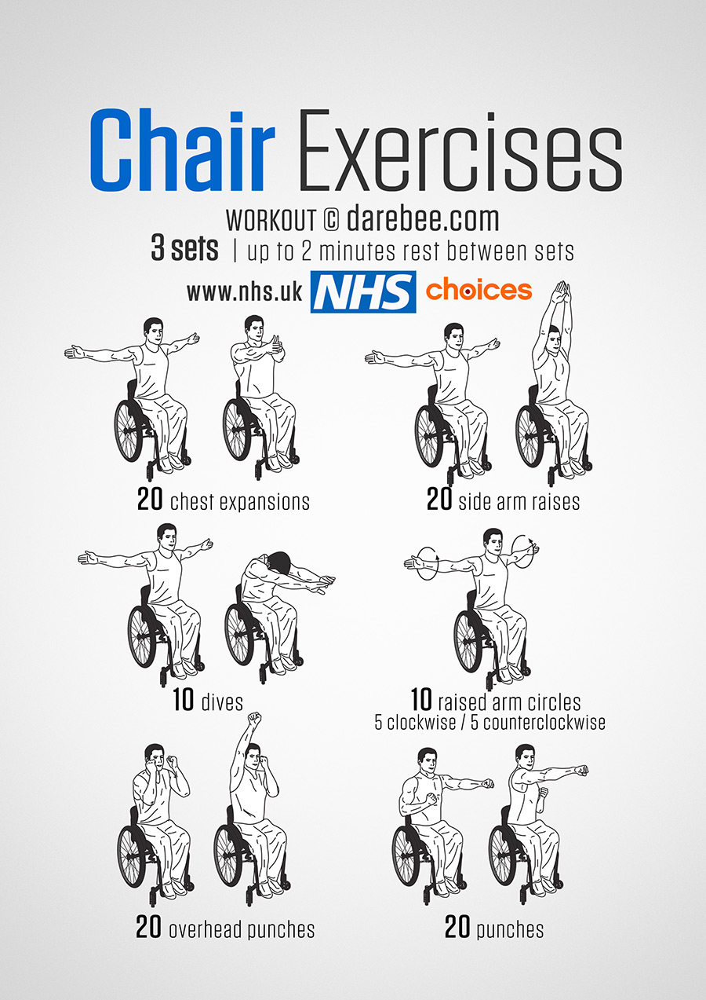 Chair Exercises
WORKOUT © darebee.com
3 sets | up to 2 minutes rest between sets
www.nhs.uk NHS choices
20 chest expansions
20 side arm raises
10 dives
10 raised arm circles
5 clockwise / 5 counterclockwise
20 overhead punches
20 punches